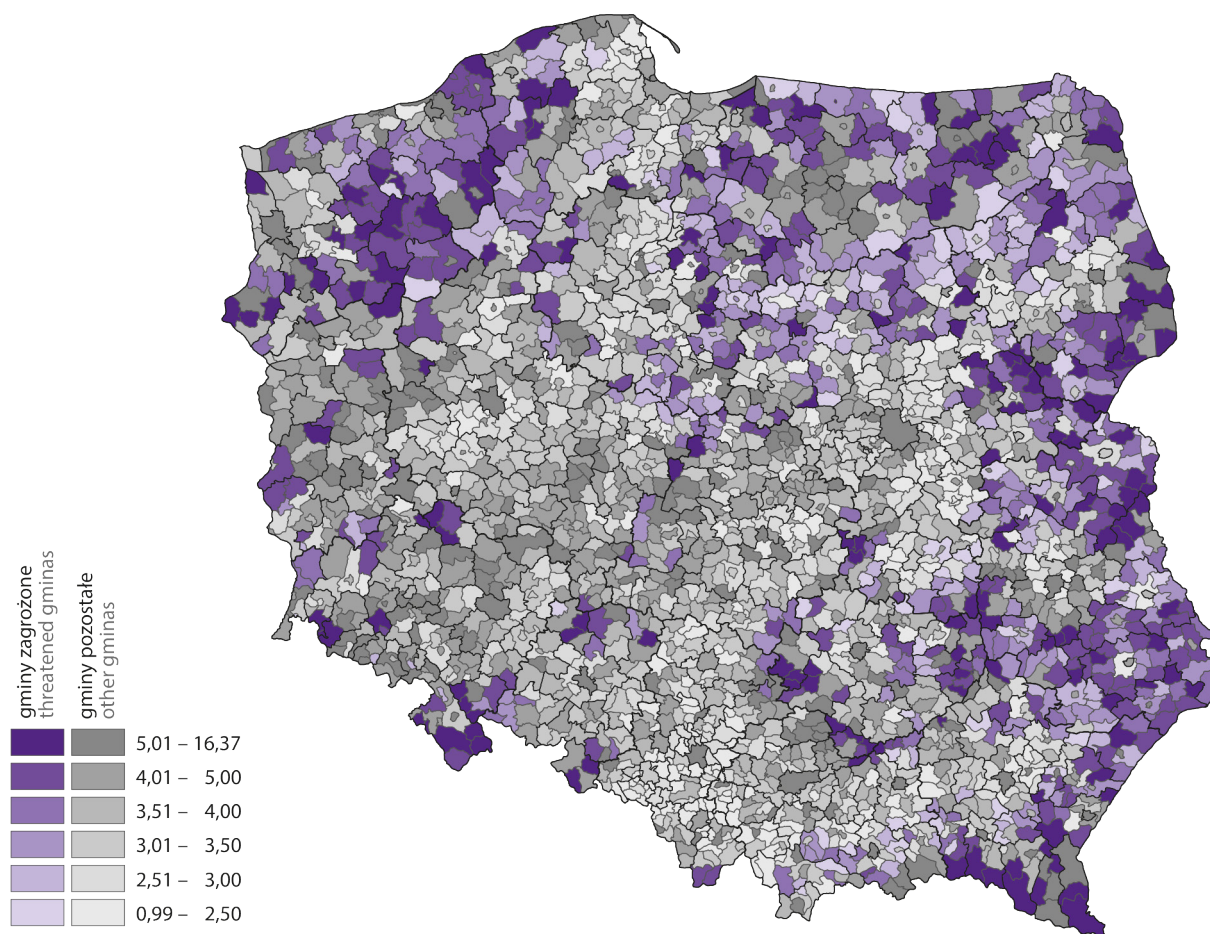 gminy zagrożone
threatened gminas
gminy pozostałe
other gminas
5,01 – 16,37
4,01 – 5,00
3,51 – 4,00
3,01 – 3,50
2,51 – 3,00
0,99 – 2,50